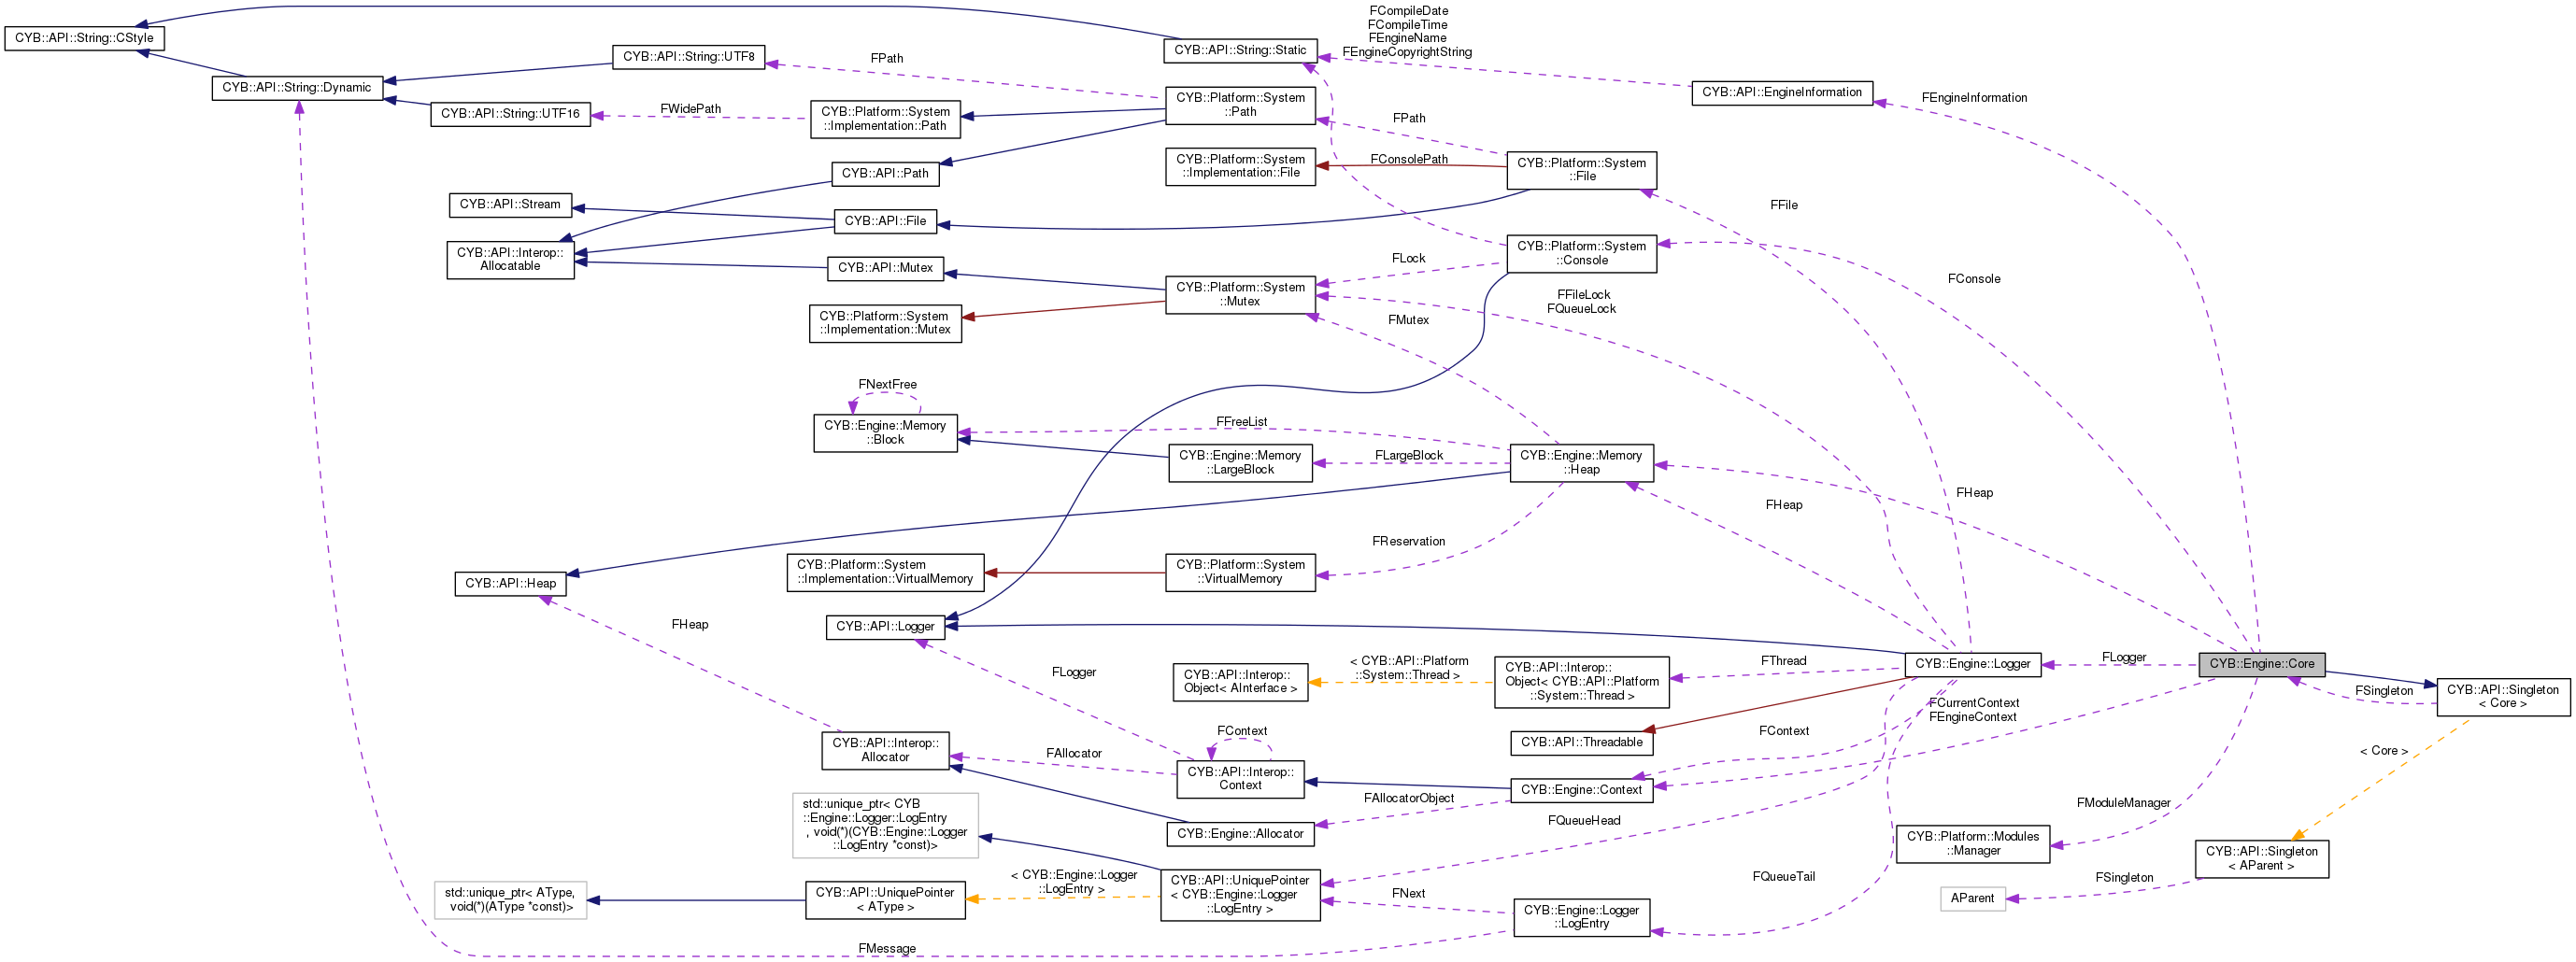 FCompileDate
FCompileTime
FEngineName
FEngineCopyrightString
CYB::API::String::CStyle
CYB::API::String::Static
CYB::API::String::UTF8
FPath
CYB::API::String::Dynamic
CYB::API::EngineInformation
FEngineInformation
CYB::API::String::UTF16
FWidePath
CYB::Platform::System
::Implementation::Path
CYB::Platform::System
::Path
FPath
CYB::API::Path
CYB::Platform::System
::Implementation::File
FConsolePath
CYB::Platform::System
::File
CYB::API::Stream
CYB::API::File
FFile
CYB::API::Interop::
Allocatable
CYB::API::Mutex
FLock
CYB::Platform::System
::Console
FConsole
CYB::Platform::System
::Mutex
FFileLock
FQueueLock
CYB::Platform::System
::Implementation::Mutex
FMutex
FNextFree
CYB::Engine::Memory
::Block
FFreeList
CYB::Engine::Memory
::LargeBlock
FLargeBlock
CYB::Engine::Memory
::Heap
FHeap
FHeap
FReservation
CYB::API::Heap
CYB::Platform::System
::Implementation::VirtualMemory
CYB::Platform::System
::VirtualMemory
FHeap
CYB::API::Logger
FLogger
CYB::API::Interop::
Object< AInterface >
< CYB::API::Platform
::System::Thread >
CYB::API::Interop::
Object< CYB::API::Platform
::System::Thread >
FThread
CYB::Engine::Logger
FLogger
CYB::Engine::Core
FSingleton
CYB::API::Singleton
< Core >
FCurrentContext
FEngineContext
CYB::API::Interop::
Allocator
FAllocator
FContext
CYB::API::Interop::
Context
CYB::API::Threadable
FContext
< Core >
CYB::Engine::Context
FAllocatorObject
FModuleManager
std::unique_ptr< CYB
::Engine::Logger::LogEntry
, void(*)(CYB::Engine::Logger
::LogEntry *const)>
CYB::Engine::Allocator
FQueueHead
CYB::Platform::Modules
::Manager
CYB::API::Singleton
< AParent >
std::unique_ptr< AType,
void(*)(AType *const)>
CYB::API::UniquePointer
< AType >
< CYB::Engine::Logger
::LogEntry >
CYB::API::UniquePointer
< CYB::Engine::Logger
::LogEntry >
FNext
FQueueTail
AParent
FSingleton
CYB::Engine::Logger
::LogEntry
FMessage